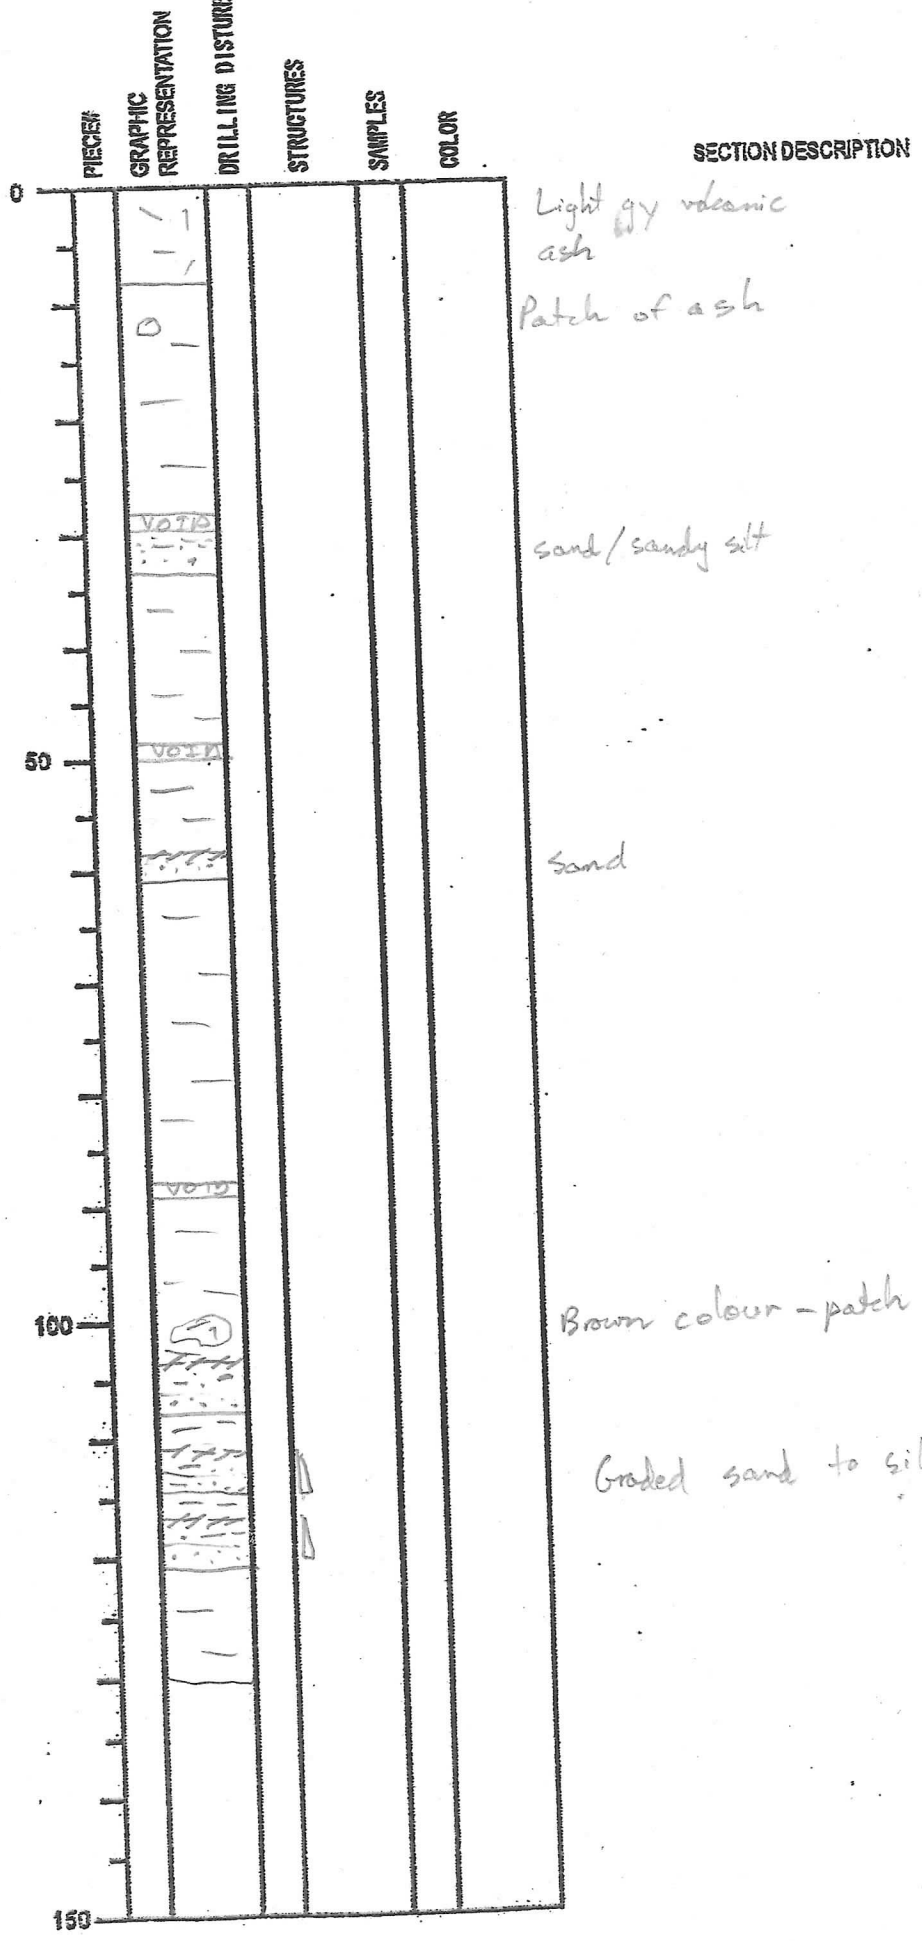 PIECE#
GRAPHIC
REPRESENTATION
DRILLING DISTURB
STRUCTURES
SAMPLES
COLOR
SECTION DESCRIPTION
0
Light gy volcanic
ash
Patch of ash
VOID
sand/sandy silt
50
VOID
Sand
VOID
100
Brown colour - patch
Graded sand to sil
150